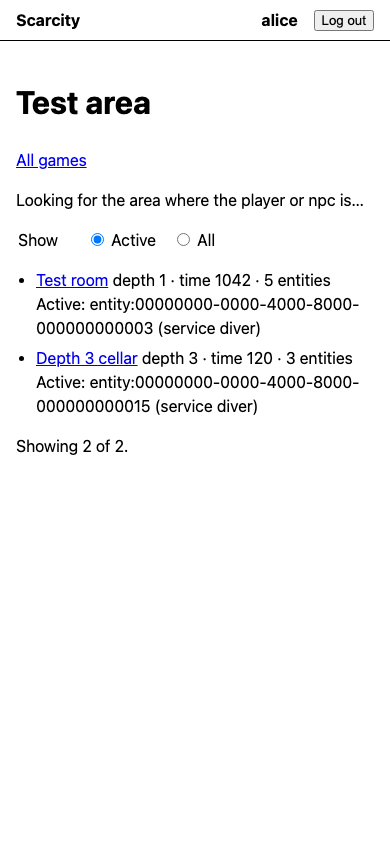 Scarcity
alice
Log out
Test area
All games
Looking for the area where the player or npc is...
Show
Active
All
Test room depth 1 · time 1042 · 5 entities
Active: entity:00000000-0000-4000-8000-
000000000003 (service diver)
Depth 3 cellar depth 3 · time 120 · 3 entities
Active: entity:00000000-0000-4000-8000-
000000000015 (service diver)
Showing 2 of 2.